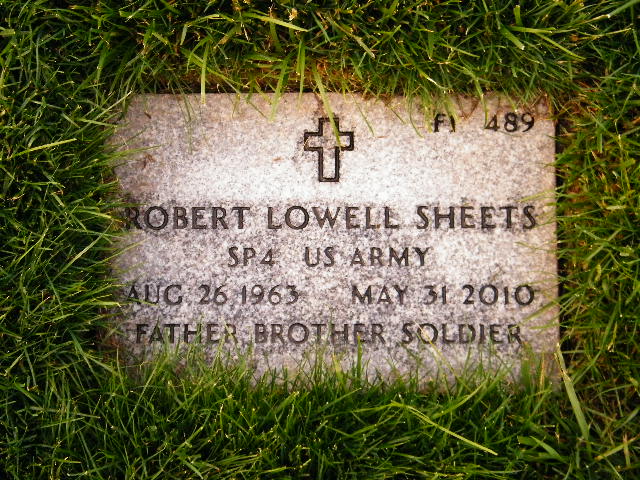 F1 489
ROBERT LOWELL SHEETS
SP4 US ARMY
AUG 26 1963 MAY 31 2010
FATHER BROTHER SOLDIER